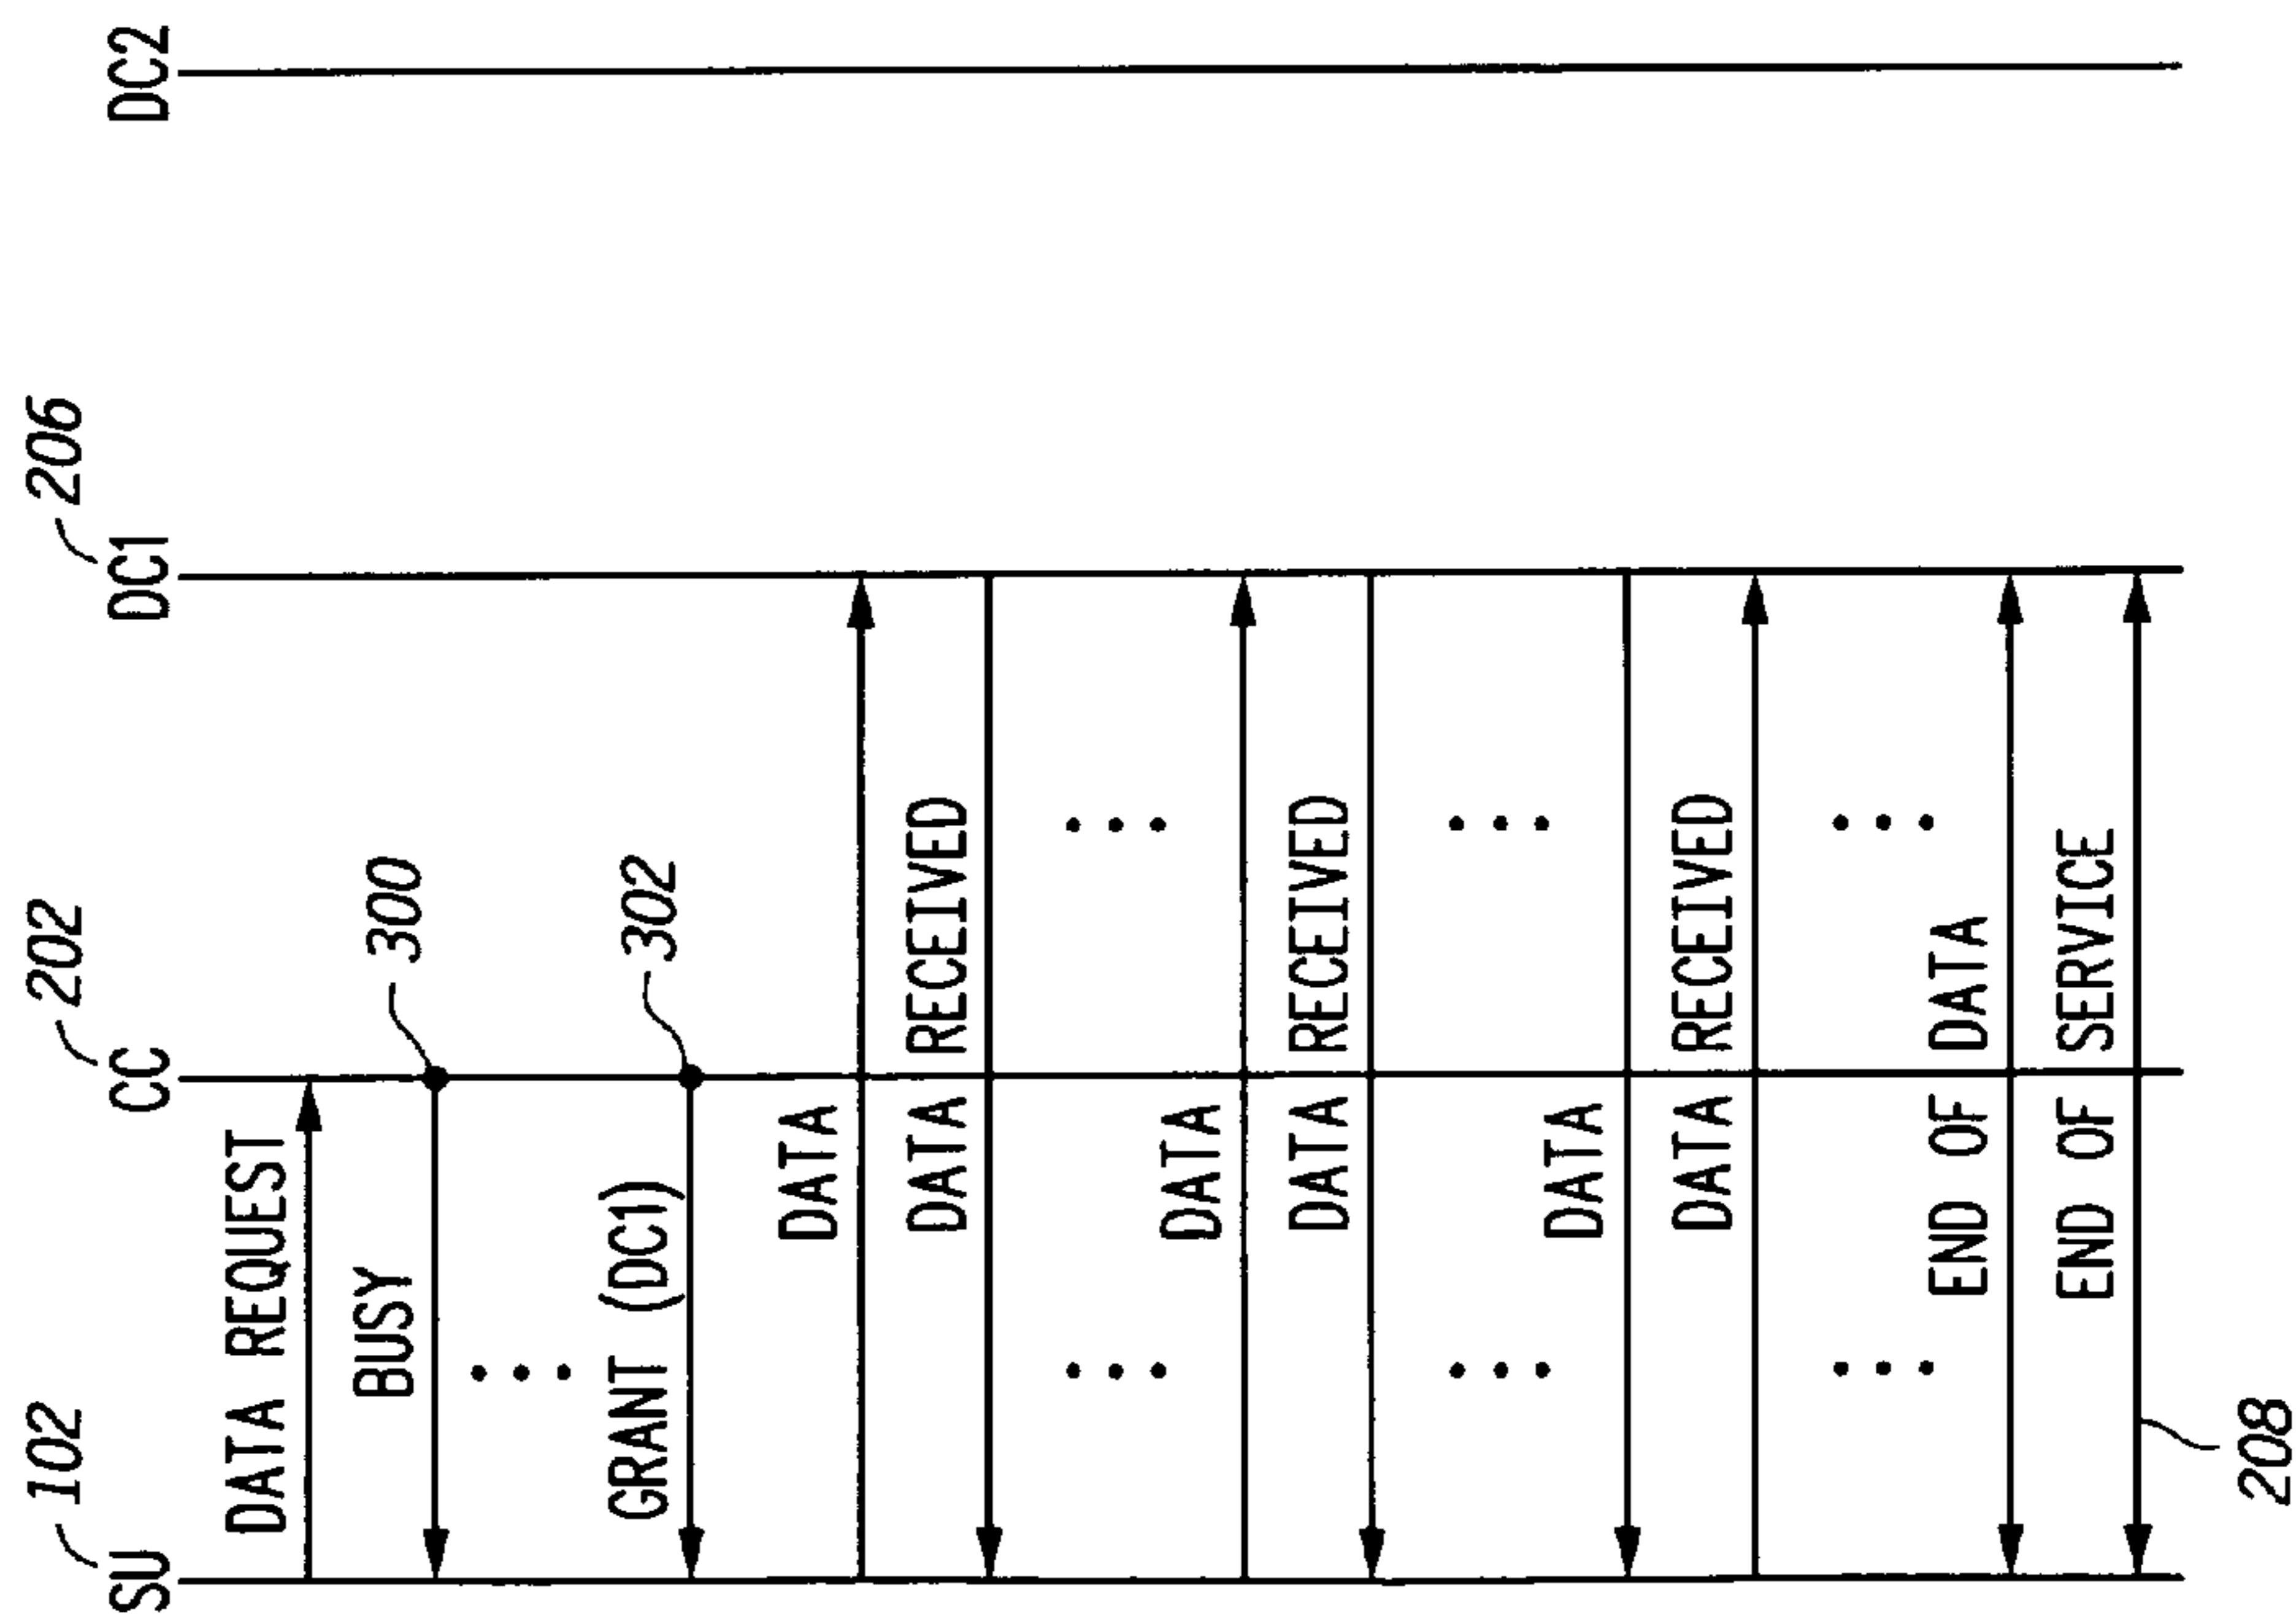 102
202
206
SU
CC
DC1
DC2
DATA REQUEST
BUSY
300
GRANT (DC1)
302
DATA
DATA RECEIVED
DATA
DATA RECEIVED
DATA
DATA RECEIVED
END OF DATA
END OF SERVICE
208